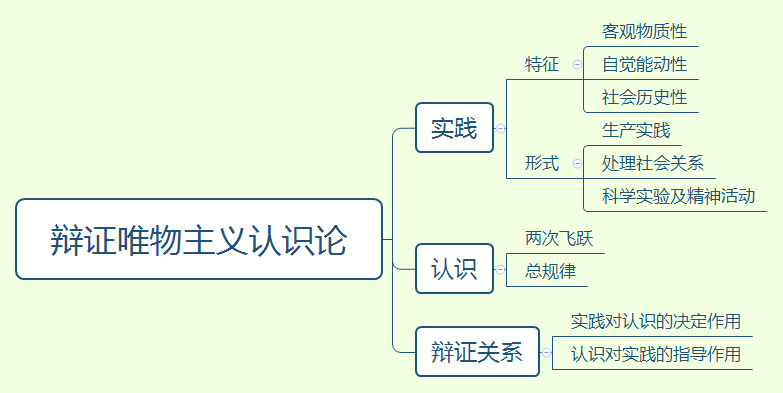 辩证唯物主义认识论
实践
特征
客观物质性
自觉能动性
社会历史性
形式
生产实践
处理社会关系
科学实验及精神活动
认识
两次飞跃
总规律
辩证关系
实践对认识的决定作用
认识对实践的指导作用